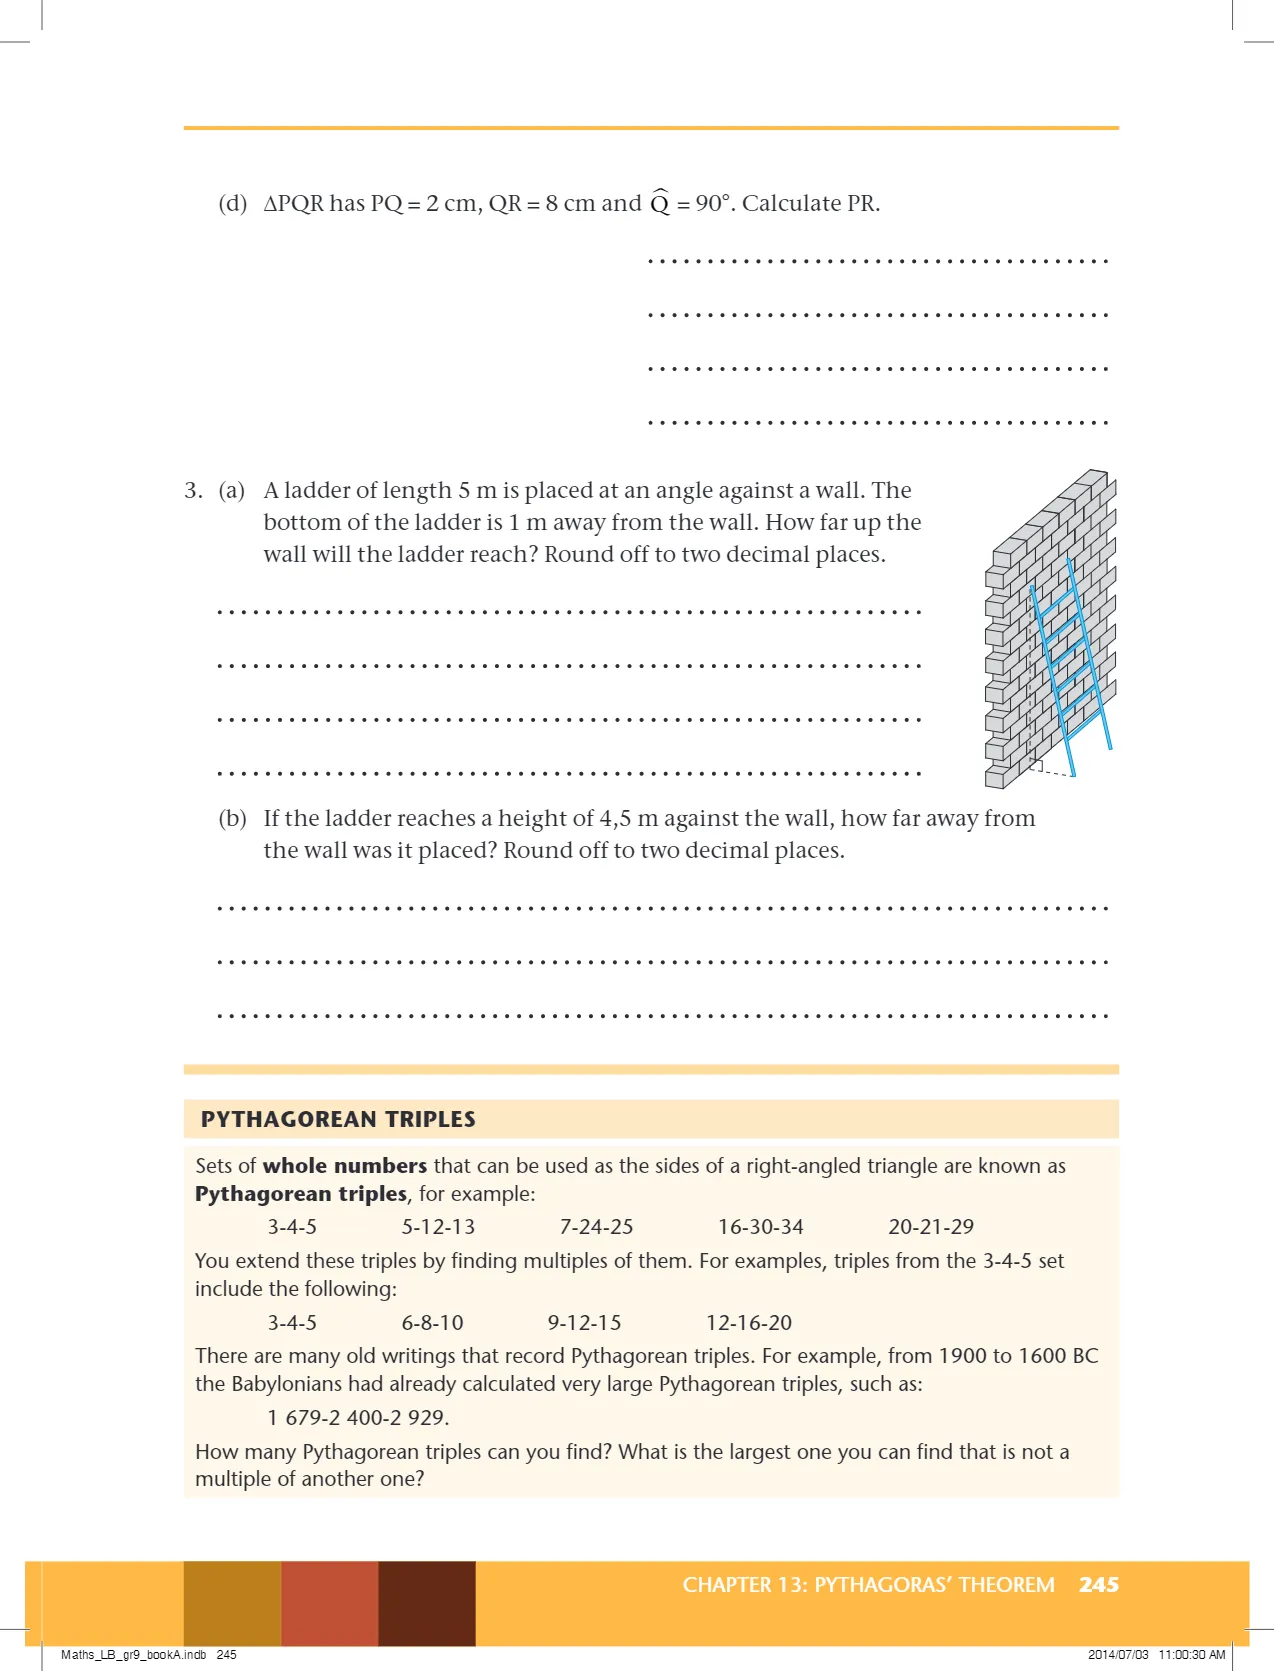 (d) ΔPQR has PQ = 2 cm, QR = 8 cm and Q̂ = 90°. Calculate PR.
3. (a) A ladder of length 5 m is placed at an angle against a wall. The
bottom of the ladder is 1 m away from the wall. How far up the
wall will the ladder reach? Round off to two decimal places.
(b) If the ladder reaches a height of 4,5 m against the wall, how far away from
the wall was it placed? Round off to two decimal places.
PYTHAGOREAN TRIPLES
Sets of whole numbers that can be used as the sides of a right-angled triangle are known as
Pythagorean triples, for example:
3-4-5 5-12-13 7-24-25 16-30-34 20-21-29
You extend these triples by finding multiples of them. For examples, triples from the 3-4-5 set
include the following:
3-4-5 6-8-10 9-12-15 12-16-20
There are many old writings that record Pythagorean triples. For example, from 1900 to 1600 BC
the Babylonians had already calculated very large Pythagorean triples, such as:
1 679-2 400-2 929.
How many Pythagorean triples can you find? What is the largest one you can find that is not a
multiple of another one?
CHAPTER 13: PYTHAGORAS’ THEOREM 245
Maths_LB_gr9_bookA.indb 245 2014/07/03 11:00:30 AM